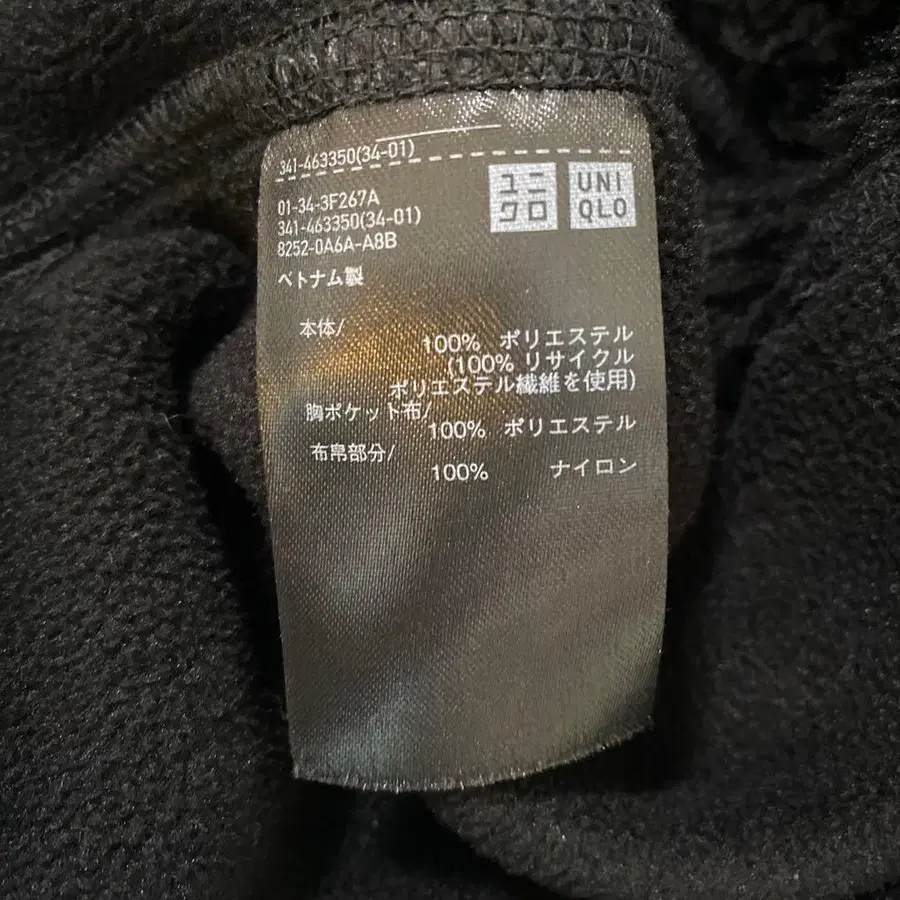 341-463350(34-01)
ユニ
クロ
UNI
QLO
01-34-3F267A
341-463350(34-01)
8252-0A6A-A8B
ベトナム製
本体/
100% ポリエステル
(100% リサイクル
ポリエステル繊維を使用)
胸ポケット布/
100% ポリエステル
布帛部分/
100% ナイロン